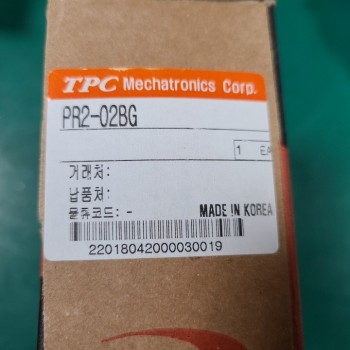 TPC Mechatronics Corp.
PR2-02BG
1 EA
거래처:
납품처:
물류코드: -
MADE IN KOREA
22018042000030019